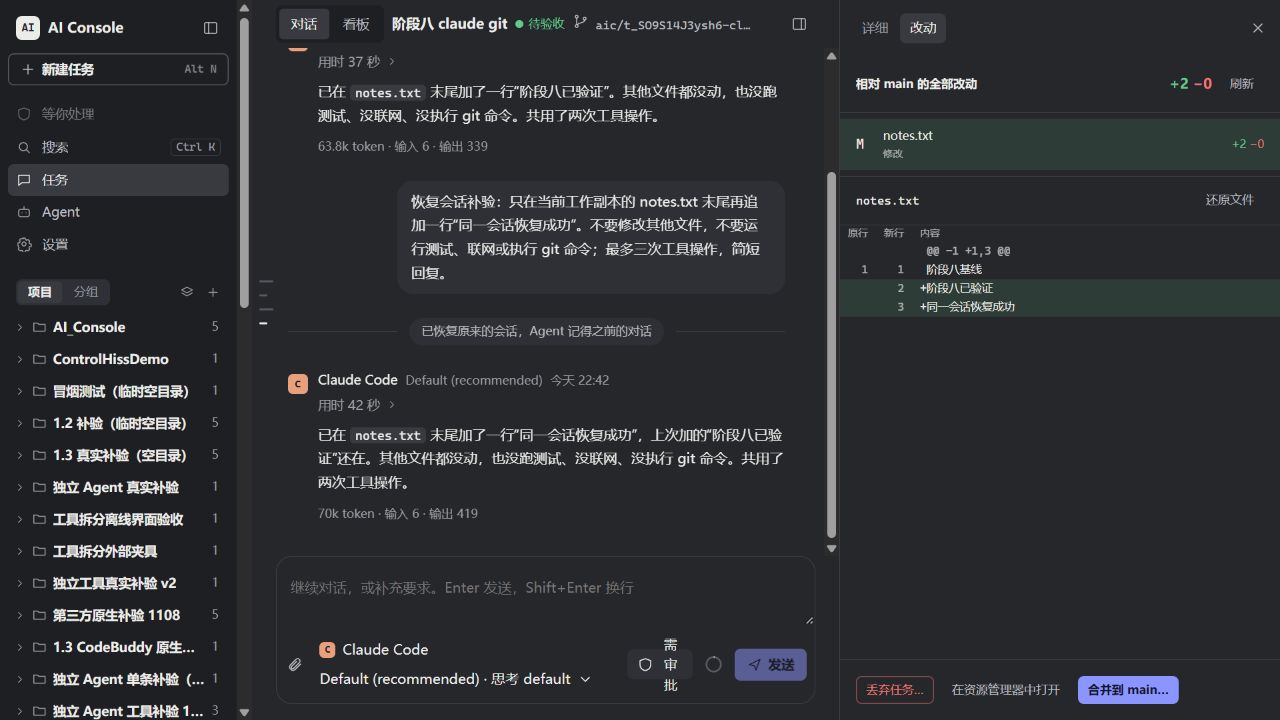 AI AI Console
新建任务 Alt N
等你处理
搜索 Ctrl K
任务
Agent
设置
项目 分组
AI_Console 5
ControlHissDemo 1
冒烟测试（临时空目录） 1
1.2 补验（临时空目录） 5
1.3 真实补验（空目录） 5
独立 Agent 真实补验 1
工具拆分离线界面验收 1
工具拆分外部夹具 1
独立工具真实补验 v2 1
第三方原生补验 1108 5
1.3 CodeBuddy 原生... 1
独立 Agent 单条补验（... 1
独立 Agent 工具补验 1... 3
对话 看板 阶段八 claude git 待验收 aic/t_SO9S14J3ysh6-cl…
用时 37 秒
已在 notes.txt 末尾加了一行“阶段八已验证”。其他文件都没动，也没跑
测试、没联网、没执行 git 命令。共用了两次工具操作。
63.8k token · 输入 6 · 输出 339
恢复会话补验：只在当前工作副本的 notes.txt 末尾再追
加一行“同一会话恢复成功”。不要修改其他文件，不要运
行测试、联网或执行 git 命令；最多三次工具操作，简短
回复。
已恢复原来的会话，Agent 记得之前的对话
C Claude Code Default (recommended) 今天 22:42
用时 42 秒
已在 notes.txt 末尾加了一行“同一会话恢复成功”，上次加的“阶段八已验
证”还在。其他文件都没动，也没跑测试、没联网、没执行 git 命令。共用了
两次工具操作。
70k token · 输入 6 · 输出 419
继续对话，或补充要求。Enter 发送，Shift+Enter 换行
C Claude Code
Default (recommended) · 思考 default
需
审
批
发送
详细 改动
相对 main 的全部改动 +2 −0 刷新
M notes.txt +2 −0
修改
notes.txt 还原文件
原行 新行 内容
@@ -1 +1,3 @@
1 1 阶段八基线
2 +阶段八已验证
3 +同一会话恢复成功
丢弃任务... 在资源管理器中打开 合并到 main...